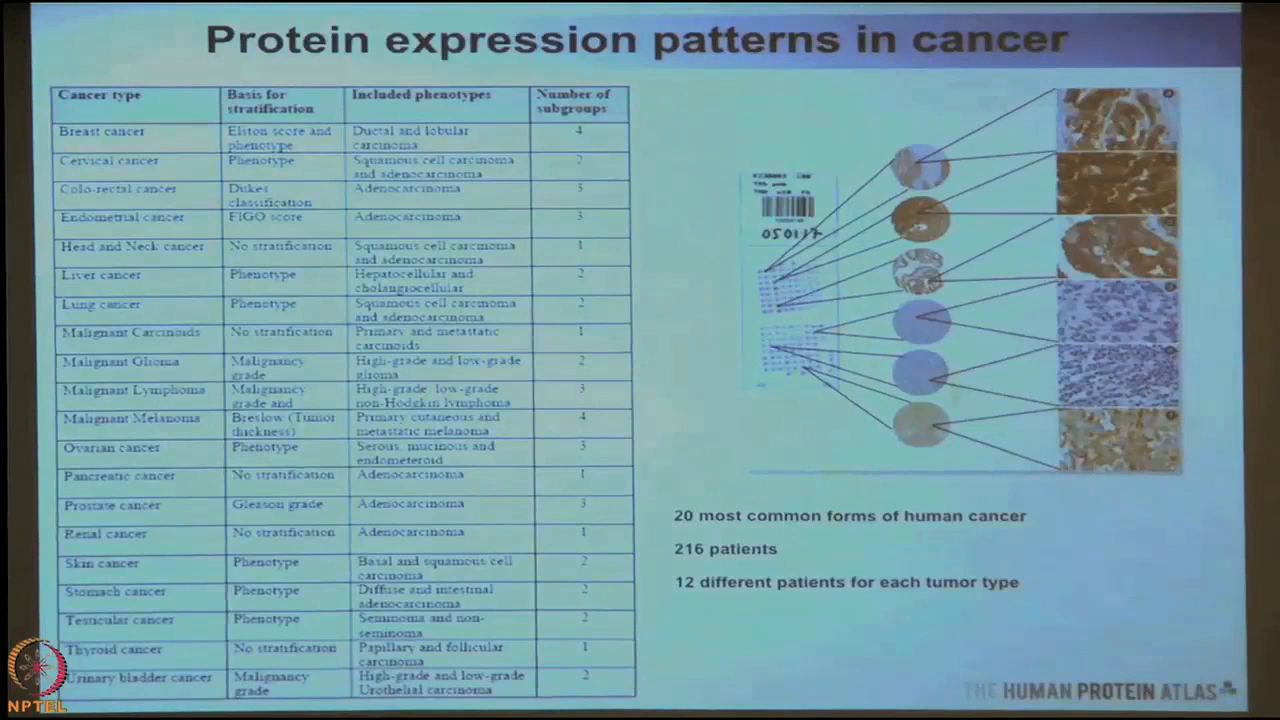 Protein expression patterns in cancer
Cancer type Basis for stratification Included phenotypes Number of subgroups
Breast cancer Elston score and phenotype Ductal and lobular carcinoma 4
Cervical cancer Phenotype Squamous cell carcinoma and adenocarcinoma 2
Colo-rectal cancer Dukes classification Adenocarcinoma 3
Endometrial cancer FIGO score Adenocarcinoma 3
Head and Neck cancer No stratification Squamous cell carcinoma and adenocarcinoma 1
Liver cancer Phenotype Hepatocellular and cholangiocellular 2
Lung cancer Phenotype Squamous cell carcinoma and adenocarcinoma 2
Malignant Carcinoids No stratification Primary and metastatic carcinoids 1
Malignant Glioma Malignancy grade High-grade and low-grade glioma 2
Malignant Lymphoma Malignancy grade and High-grade, low-grade non-Hodgkin lymphoma 3
Malignant Melanoma Breslow (Tumor thickness) Primary cutaneous and metastatic melanoma 4
Ovarian cancer Phenotype Serous, mucinous and endometeroid 3
Pancreatic cancer No stratification Adenocarcinoma 1
Prostate cancer Gleason grade Adenocarcinoma 3
Renal cancer No stratification Adenocarcinoma 1
Skin cancer Phenotype Basal and squamous cell carcinoma 2
Stomach cancer Phenotype Diffuse and intestinal adenocarcinoma 2
Testicular cancer Phenotype Seminoma and non-seminoma 2
Thyroid cancer No stratification Papillary and follicular carcinoma 1
Urinary bladder cancer Malignancy grade High-grade and low-grade Urothelial carcinoma 2
050117
20 most common forms of human cancer
216 patients
12 different patients for each tumor type
THE HUMAN PROTEIN ATLAS
NPTEL